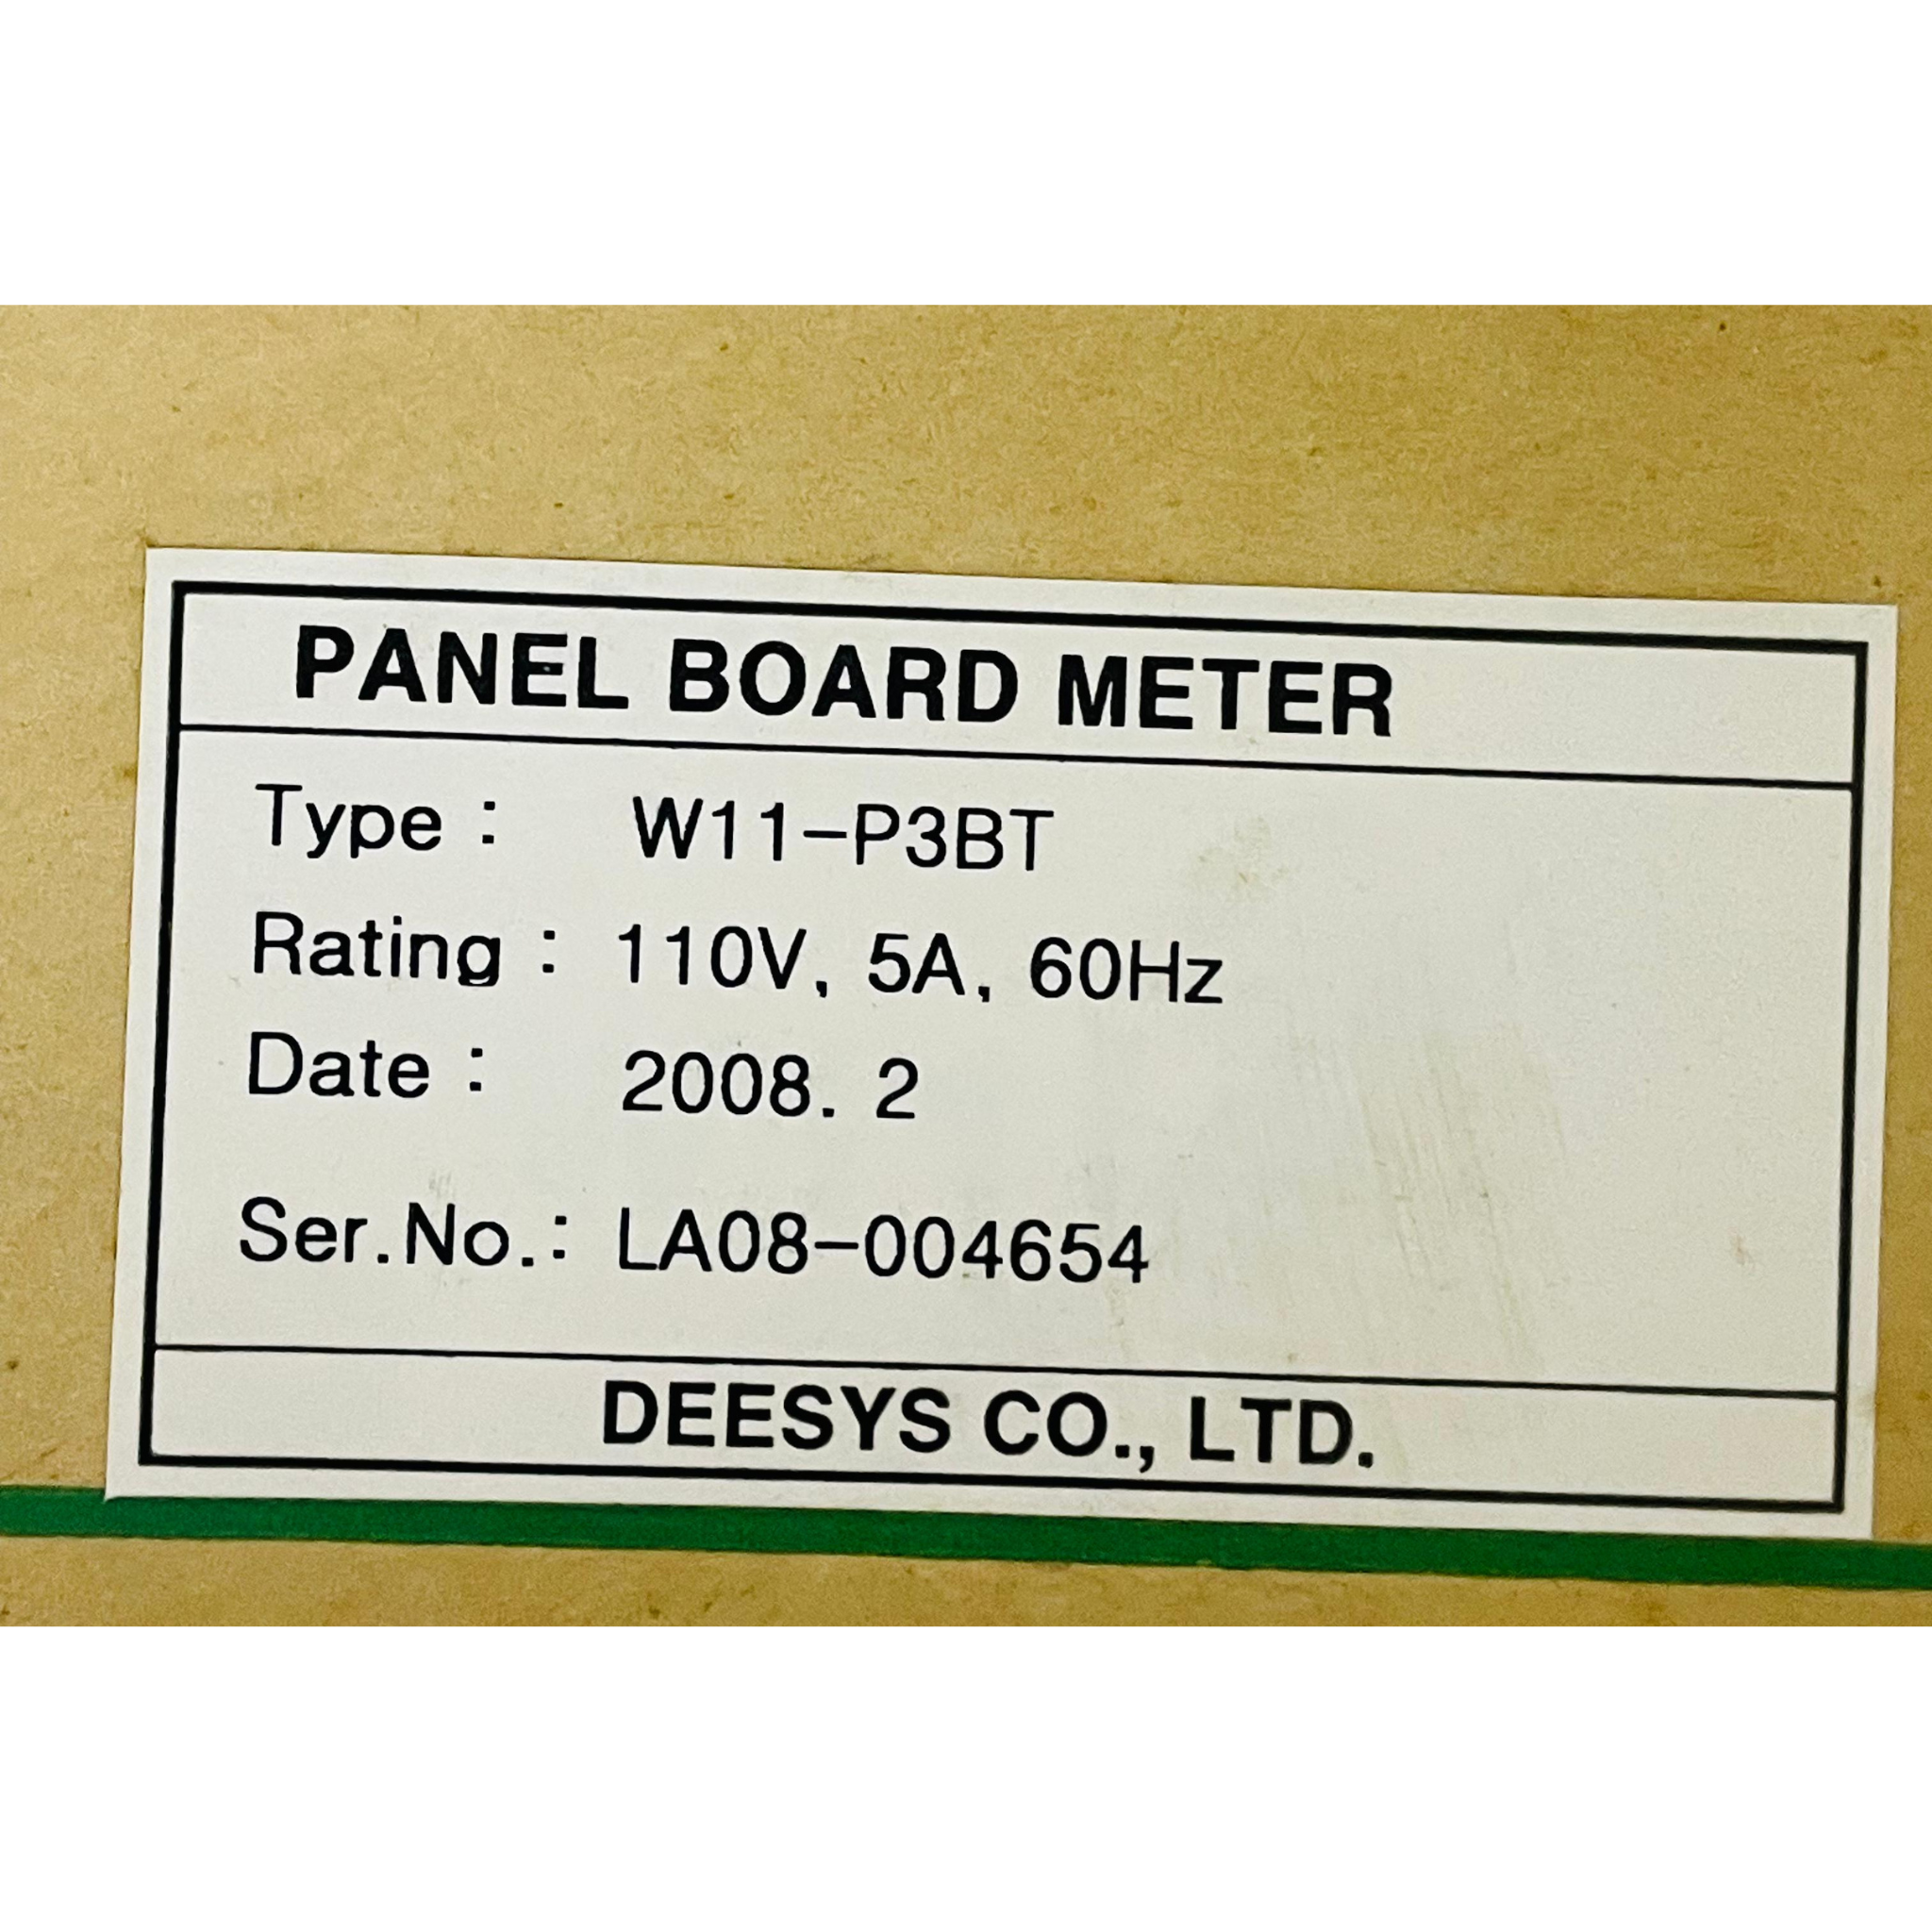 PANEL BOARD METER
Type : W11-P3BT
Rating : 110V, 5A, 60Hz
Date : 2008. 2
Ser.No.: LA08-004654
DEESYS CO., LTD.